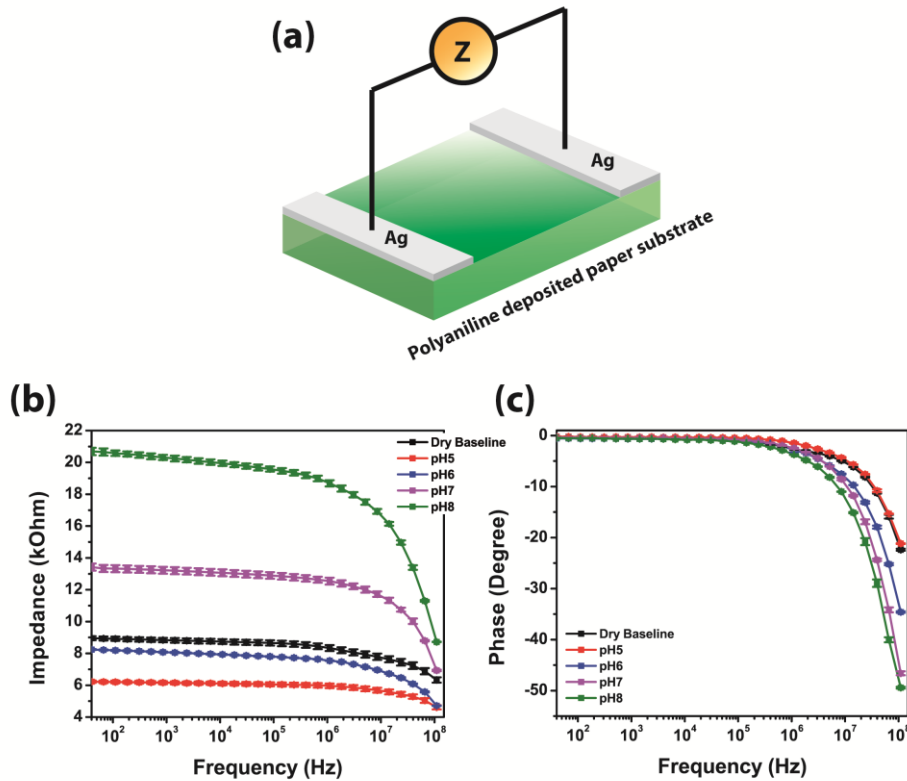 (a)
Z
Ag
Ag
Polyaniline deposited paper substrate
(b)
22
20
18
16
14
12
10
8
6
4
Impedance (kOhm)
Dry Baseline
pH5
pH6
pH7
pH8
10² 10³ 10⁴ 10⁵ 10⁶ 10⁷ 10⁸
Frequency (Hz)
(c)
0
-10
-20
-30
-40
-50
Phase (Degree)
Dry Baseline
pH5
pH6
pH7
pH8
10² 10³ 10⁴ 10⁵ 10⁶ 10⁷ 10⁸
Frequency (Hz)